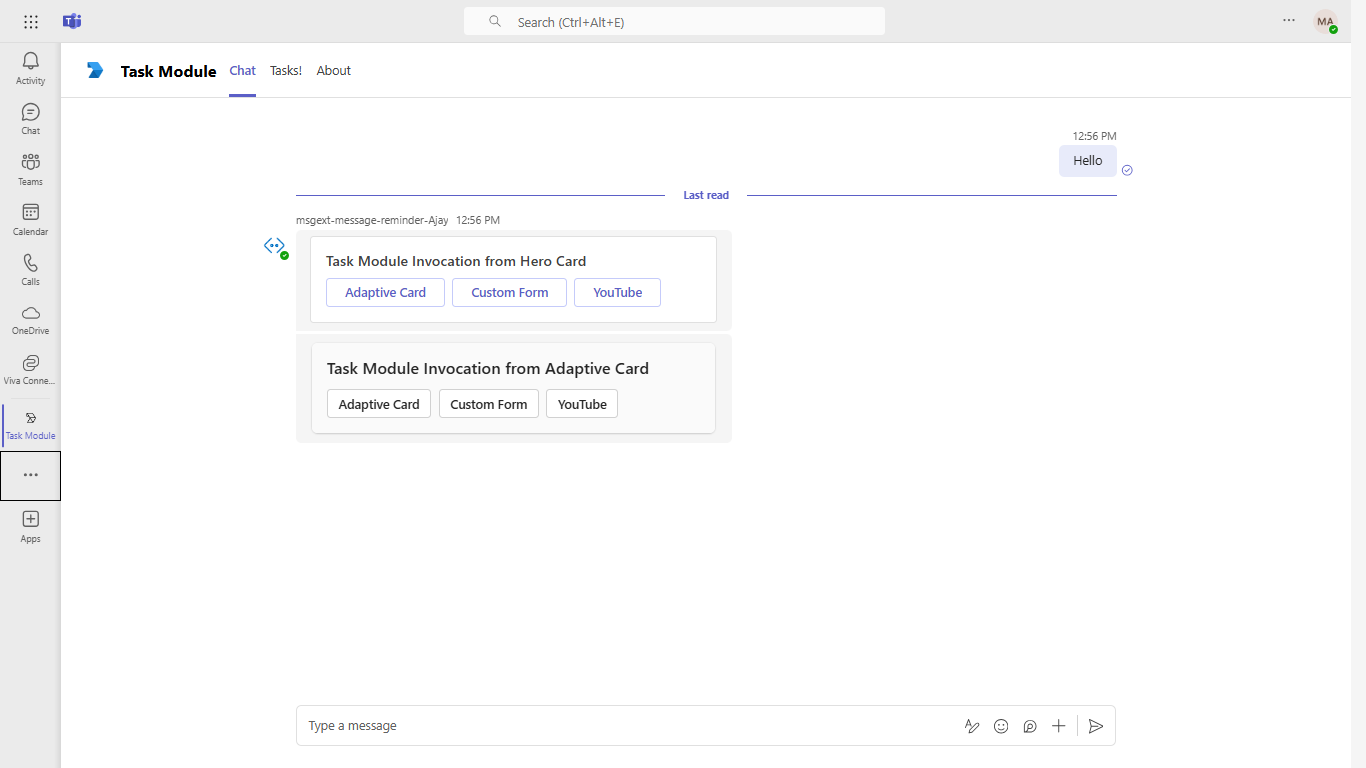 Search (Ctrl+Alt+E)
MA
Activity
Chat
Teams
Calendar
Calls
OneDrive
Viva Conne...
Task Module
Apps
Task Module Chat Tasks! About
12:56 PM
Hello
Last read
msgext-message-reminder-Ajay 12:56 PM
Task Module Invocation from Hero Card
Adaptive Card Custom Form YouTube
Task Module Invocation from Adaptive Card
Adaptive Card Custom Form YouTube
Type a message